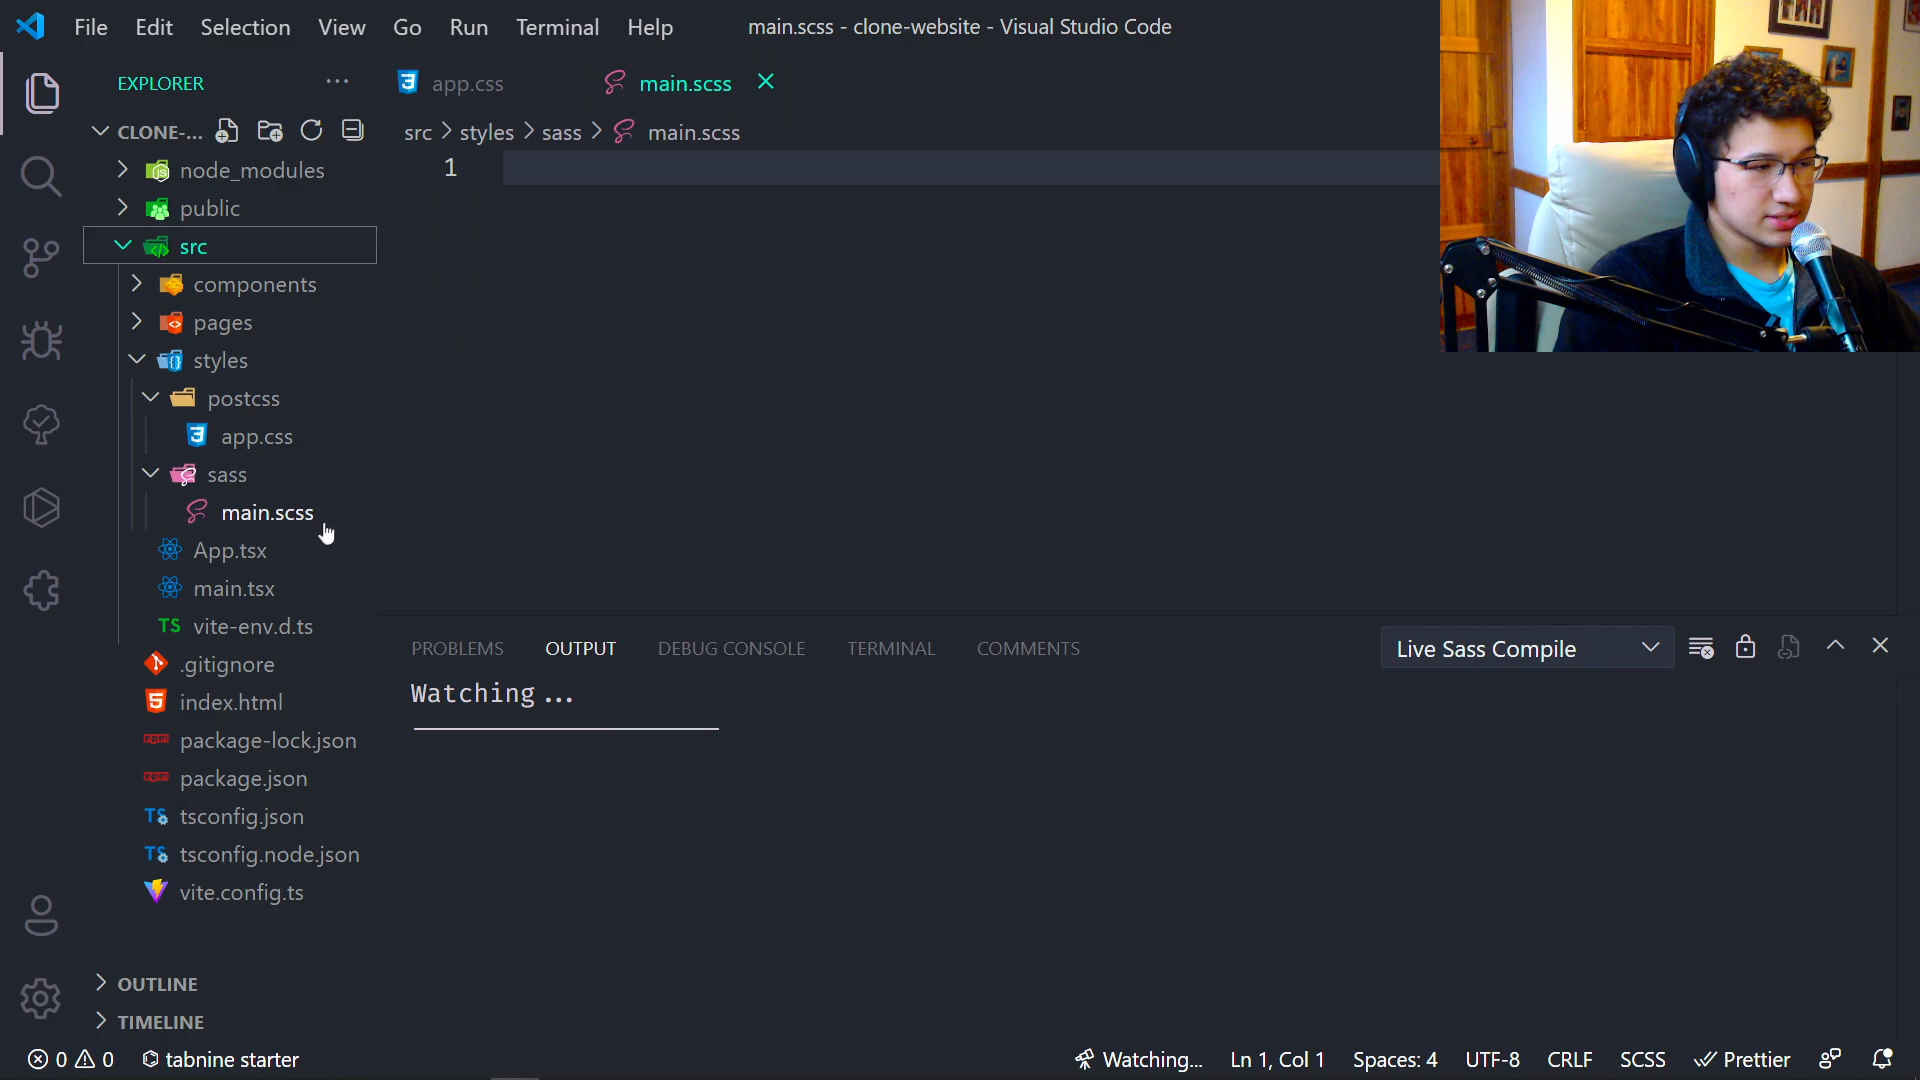 File Edit Selection View Go Run Terminal Help
main.scss - clone-website - Visual Studio Code
EXPLORER
CLONE-...
node_modules
public
src
components
pages
styles
postcss
app.css
sass
main.scss
App.tsx
main.tsx
TS vite-env.d.ts
.gitignore
index.html
package-lock.json
package.json
TS tsconfig.json
TS tsconfig.node.json
vite.config.ts
OUTLINE
TIMELINE
app.css main.scss
src > styles > sass > main.scss
1
PROBLEMS OUTPUT DEBUG CONSOLE TERMINAL COMMENTS
Live Sass Compile
Watching ...
0 0 tabnine starter
Watching... Ln 1, Col 1 Spaces: 4 UTF-8 CRLF SCSS Prettier